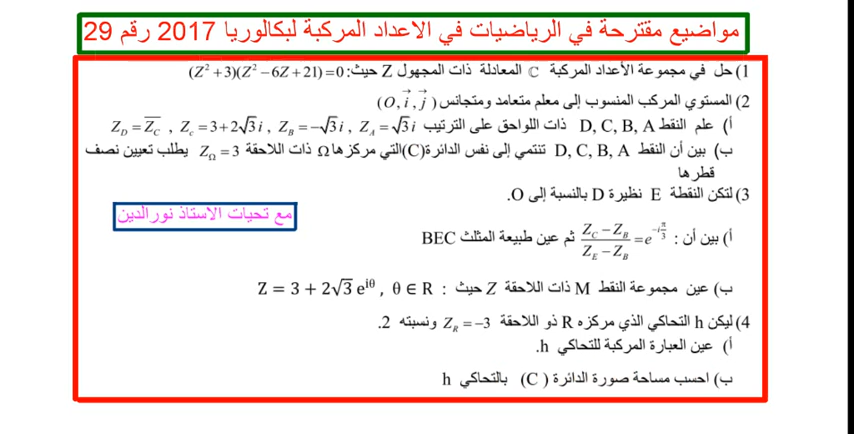 مواضيع مقترحة في الرياضيات في الاعداد المركبة لبكالوريا 2017 رقم 29
1) حل في مجموعة الأعداد المركبة ℂ المعادلة ذات المجهول Z حيث: (Z² + 3)(Z² − 6Z + 21) = 0
2) المستوي المركب المنسوب إلى معلم متعامد ومتجانس (O, i⃗, j⃗)
أ) علم النقط D, C, B, A ذات اللواحق على الترتيب Z_D = \overline{Z_C} , Z_c = 3+2√3 i , Z_B = −√3 i , Z_A = √3 i
ب) بين أن النقط D, C, B, A تنتمي إلى نفس الدائرة(C)التي مركزها Ω ذات اللاحقة Z_Ω = 3 يطلب تعيين نصف
قطرها
3) لتكن النقطة E نظيرة D بالنسبة إلى O.
مع تحيات الاستاذ نورالدين
أ) بين أن : (Z_C − Z_B)/(Z_E − Z_B) = e^{−iπ/3} ثم عين طبيعة المثلث BEC
ب) عين مجموعة النقط M ذات اللاحقة Z حيث : Z = 3 + 2√3 e^{iθ} , θ ∈ R
4) ليكن h التحاكي الذي مركزه R ذو اللاحقة Z_R = −3 ونسبته 2.
أ) عين العبارة المركبة للتحاكي h.
ب) احسب مساحة صورة الدائرة ( C ) بالتحاكي h